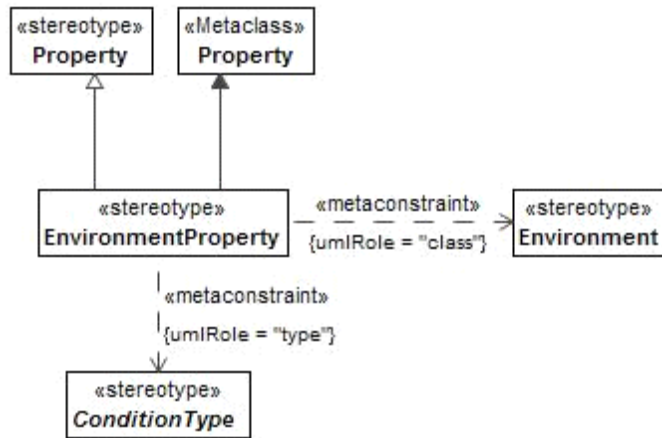 «stereotype»
Property
«Metaclass»
Property
«stereotype»
EnvironmentProperty
«metaconstraint»
{umlRole = "class"}
«stereotype»
Environment
«metaconstraint»
{umlRole = "type"}
«stereotype»
ConditionType